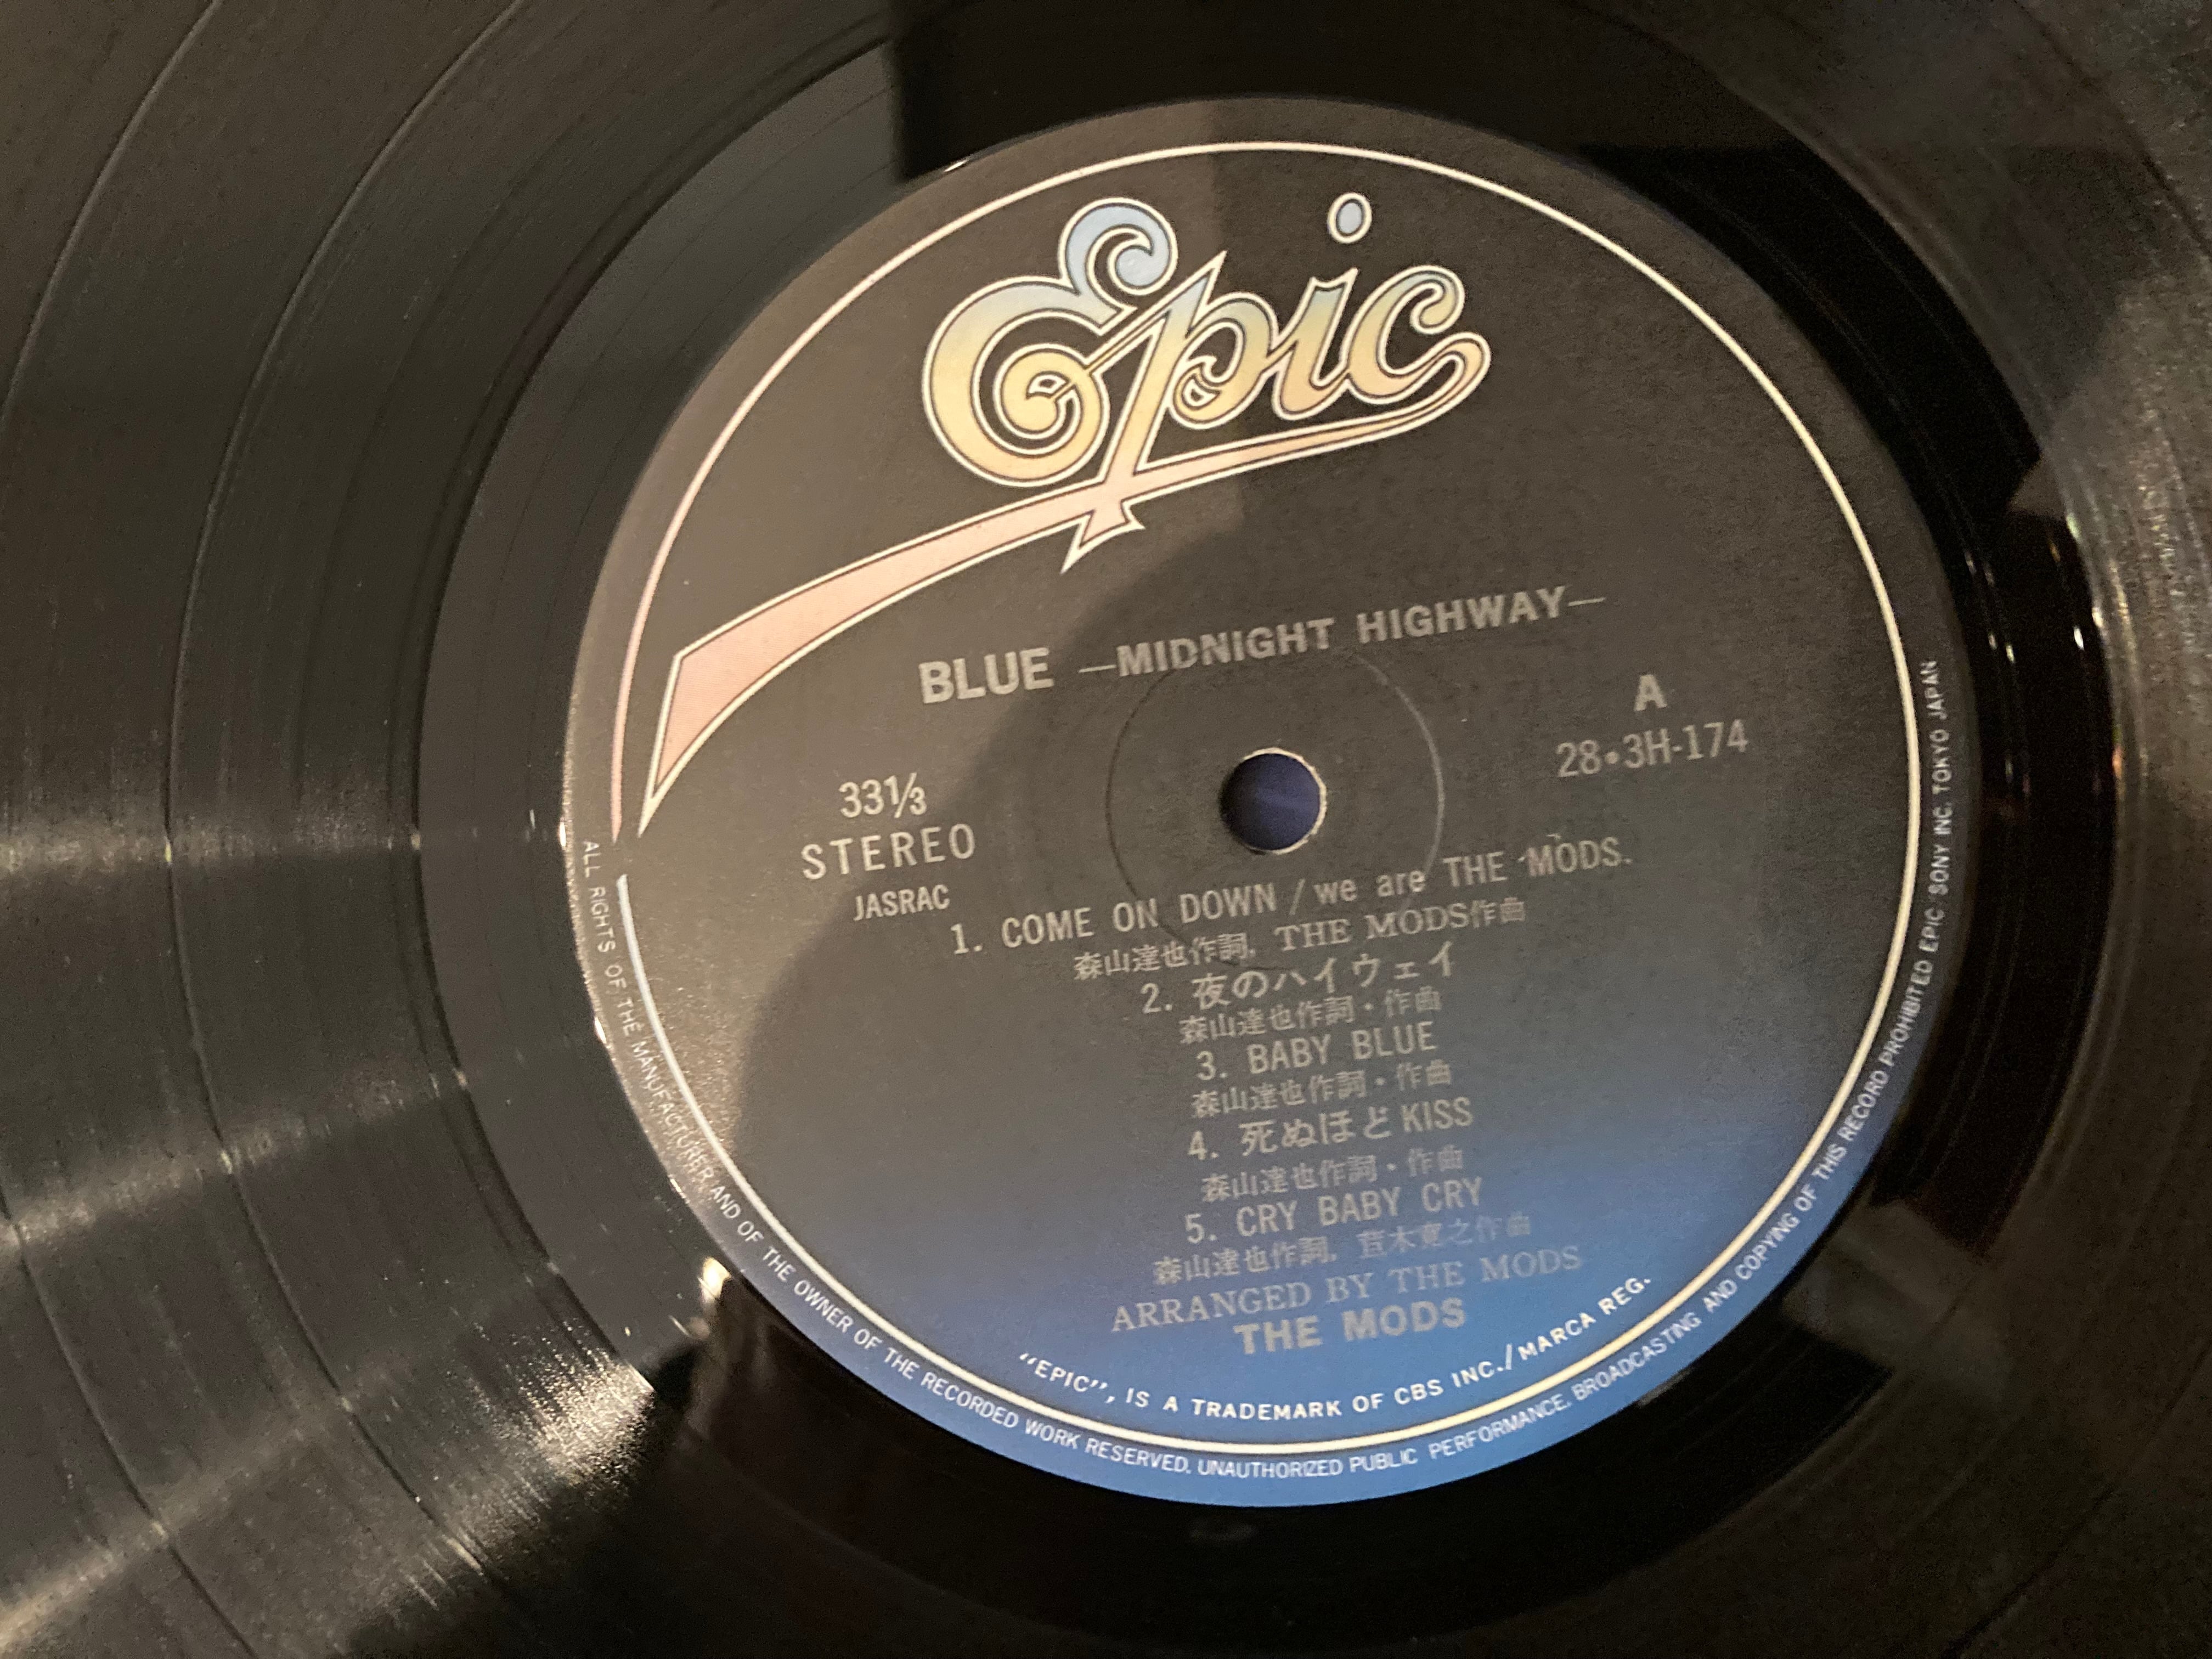 Epic
BLUE —MIDNIGHT HIGHWAY—
A
28・3H-174
33⅓
STEREO
JASRAC
1. COME ON DOWN / we are THE MODS.
森山達也作詞, THE MODS作曲
2. 夜のハイウェイ
森山達也作詞・作曲
3. BABY BLUE
森山達也作詞・作曲
4. 死ぬほどKISS
森山達也作詞・作曲
5. CRY BABY CRY
森山達也作詞, 苣木寛之作曲
ARRANGED BY THE MODS
THE MODS
“EPIC”, IS A TRADEMARK OF CBS INC./MARCA REG.
ALL RIGHTS OF THE MANUFACTURER AND OF THE OWNER OF THE RECORDED WORK RESERVED. UNAUTHORIZED PUBLIC PERFORMANCE, BROADCASTING AND COPYING OF THIS RECORD PROHIBITED EPIC/SONY INC. TOKYO JAPAN